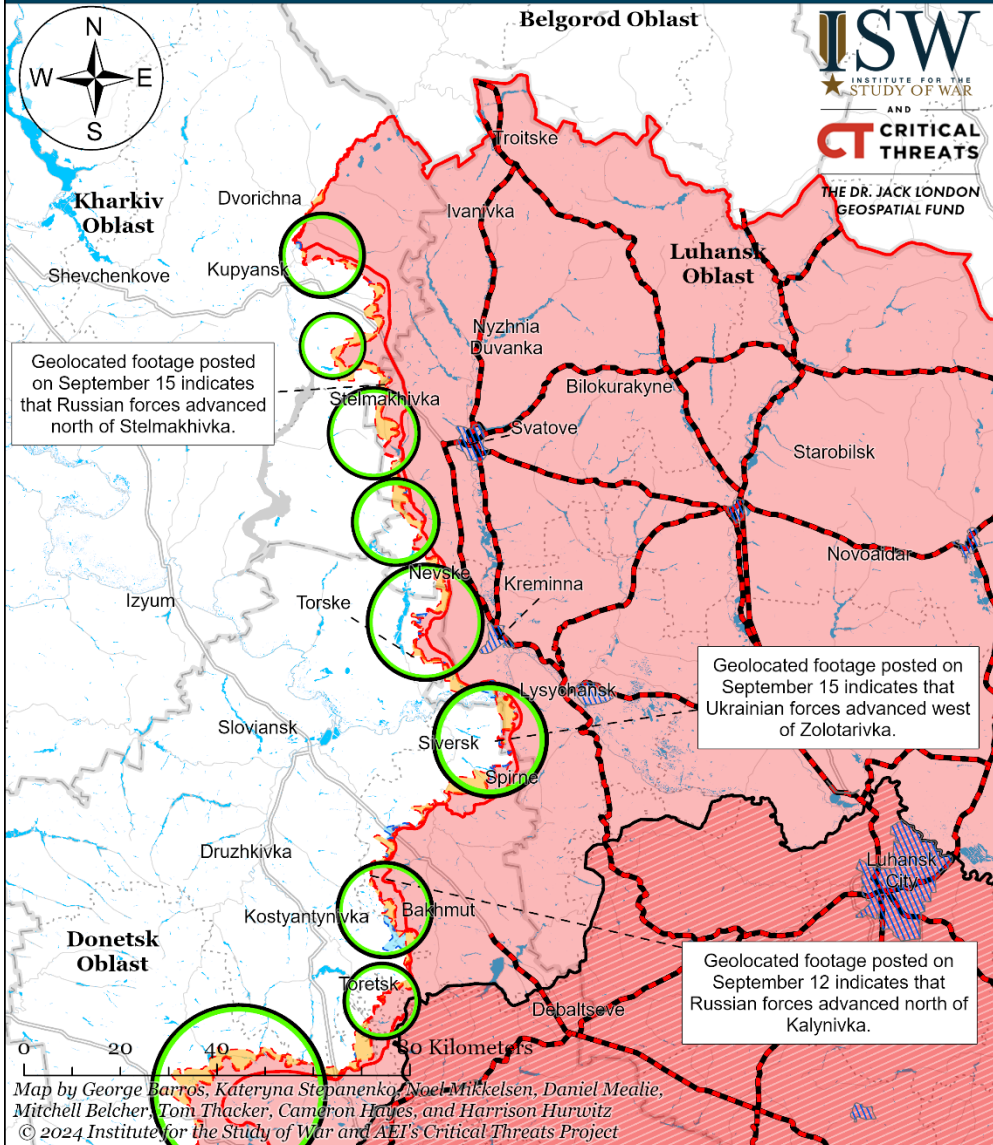 Belgorod Oblast
ISW
INSTITUTE FOR THE
STUDY OF WAR
AND
CT CRITICAL
THREATS
THE DR. JACK LONDON
GEOSPATIAL FUND
N
W E
S
Troitske
Dvorichna
Kharkiv
Oblast
Ivanivka
Luhansk
Oblast
Shevchenkove
Kupyansk
Nyzhnia
Duvanka
Geolocated footage posted
on September 15 indicates
that Russian forces advanced
north of Stelmakhivka.
Bilokurakyne
Stelmakhivka
Svatove
Starobilsk
Novoaidar
Nevske
Kreminna
Izyum
Torske
Geolocated footage posted on
September 15 indicates that
Ukrainian forces advanced west
of Zolotarivka.
Lysychansk
Sloviansk
Siversk
Spirne
Druzhkivka
Luhansk
City
Kostyantynivka
Bakhmut
Donetsk
Oblast
Geolocated footage posted on
September 12 indicates that
Russian forces advanced north of
Kalynivka.
Toretsk
Debaltseve
0 20 40 80 Kilometers
Map by George Barros, Kateryna Stepanenko, Noel Mikkelsen, Daniel Mealie,
Mitchell Belcher, Tom Thacker, Cameron Hayes, and Harrison Hurwitz
© 2024 Institute for the Study of War and AEI's Critical Threats Project